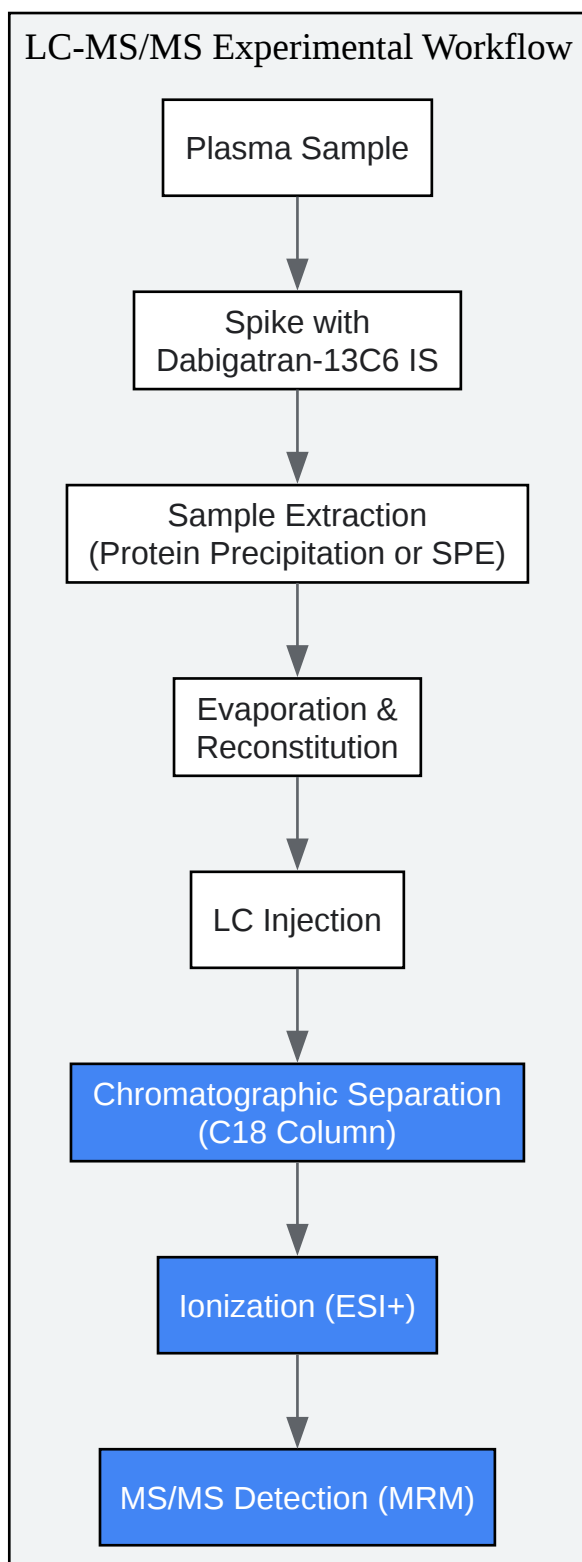 LC-MS/MS Experimental Workflow
Plasma Sample
Spike with
Dabigatran-13C6 IS
Sample Extraction
(Protein Precipitation or SPE)
Evaporation &
Reconstitution
LC Injection
Chromatographic Separation
(C18 Column)
Ionization (ESI+)
MS/MS Detection (MRM)